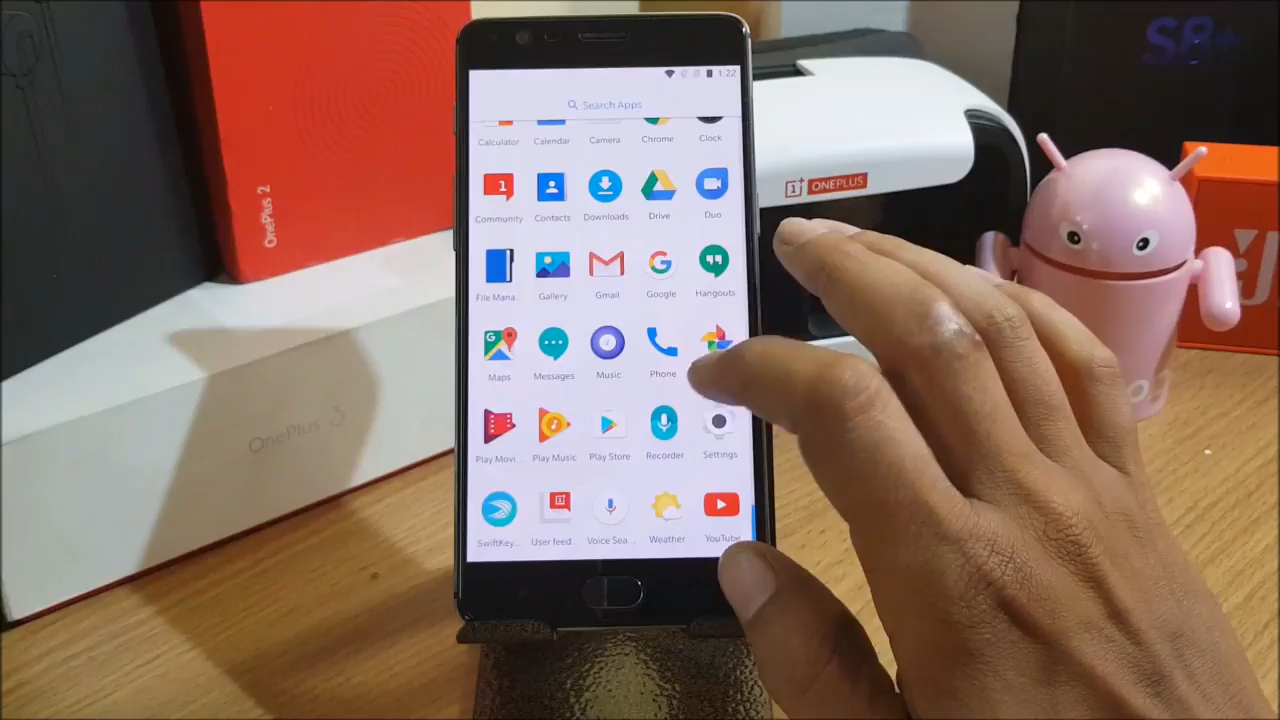 S8+
1:22
Search Apps
Calculator Calendar Camera Chrome Clock
OnePlus 2
1+ ONEPLUS
1
Community Contacts Downloads Drive Duo
File Mana... Gallery Gmail Google Hangouts
Maps Messages Music Phone
OnePlus 3
Play Movi... Play Music Play Store Recorder Settings
SwiftKey... User feed... Voice Sea... Weather YouTube